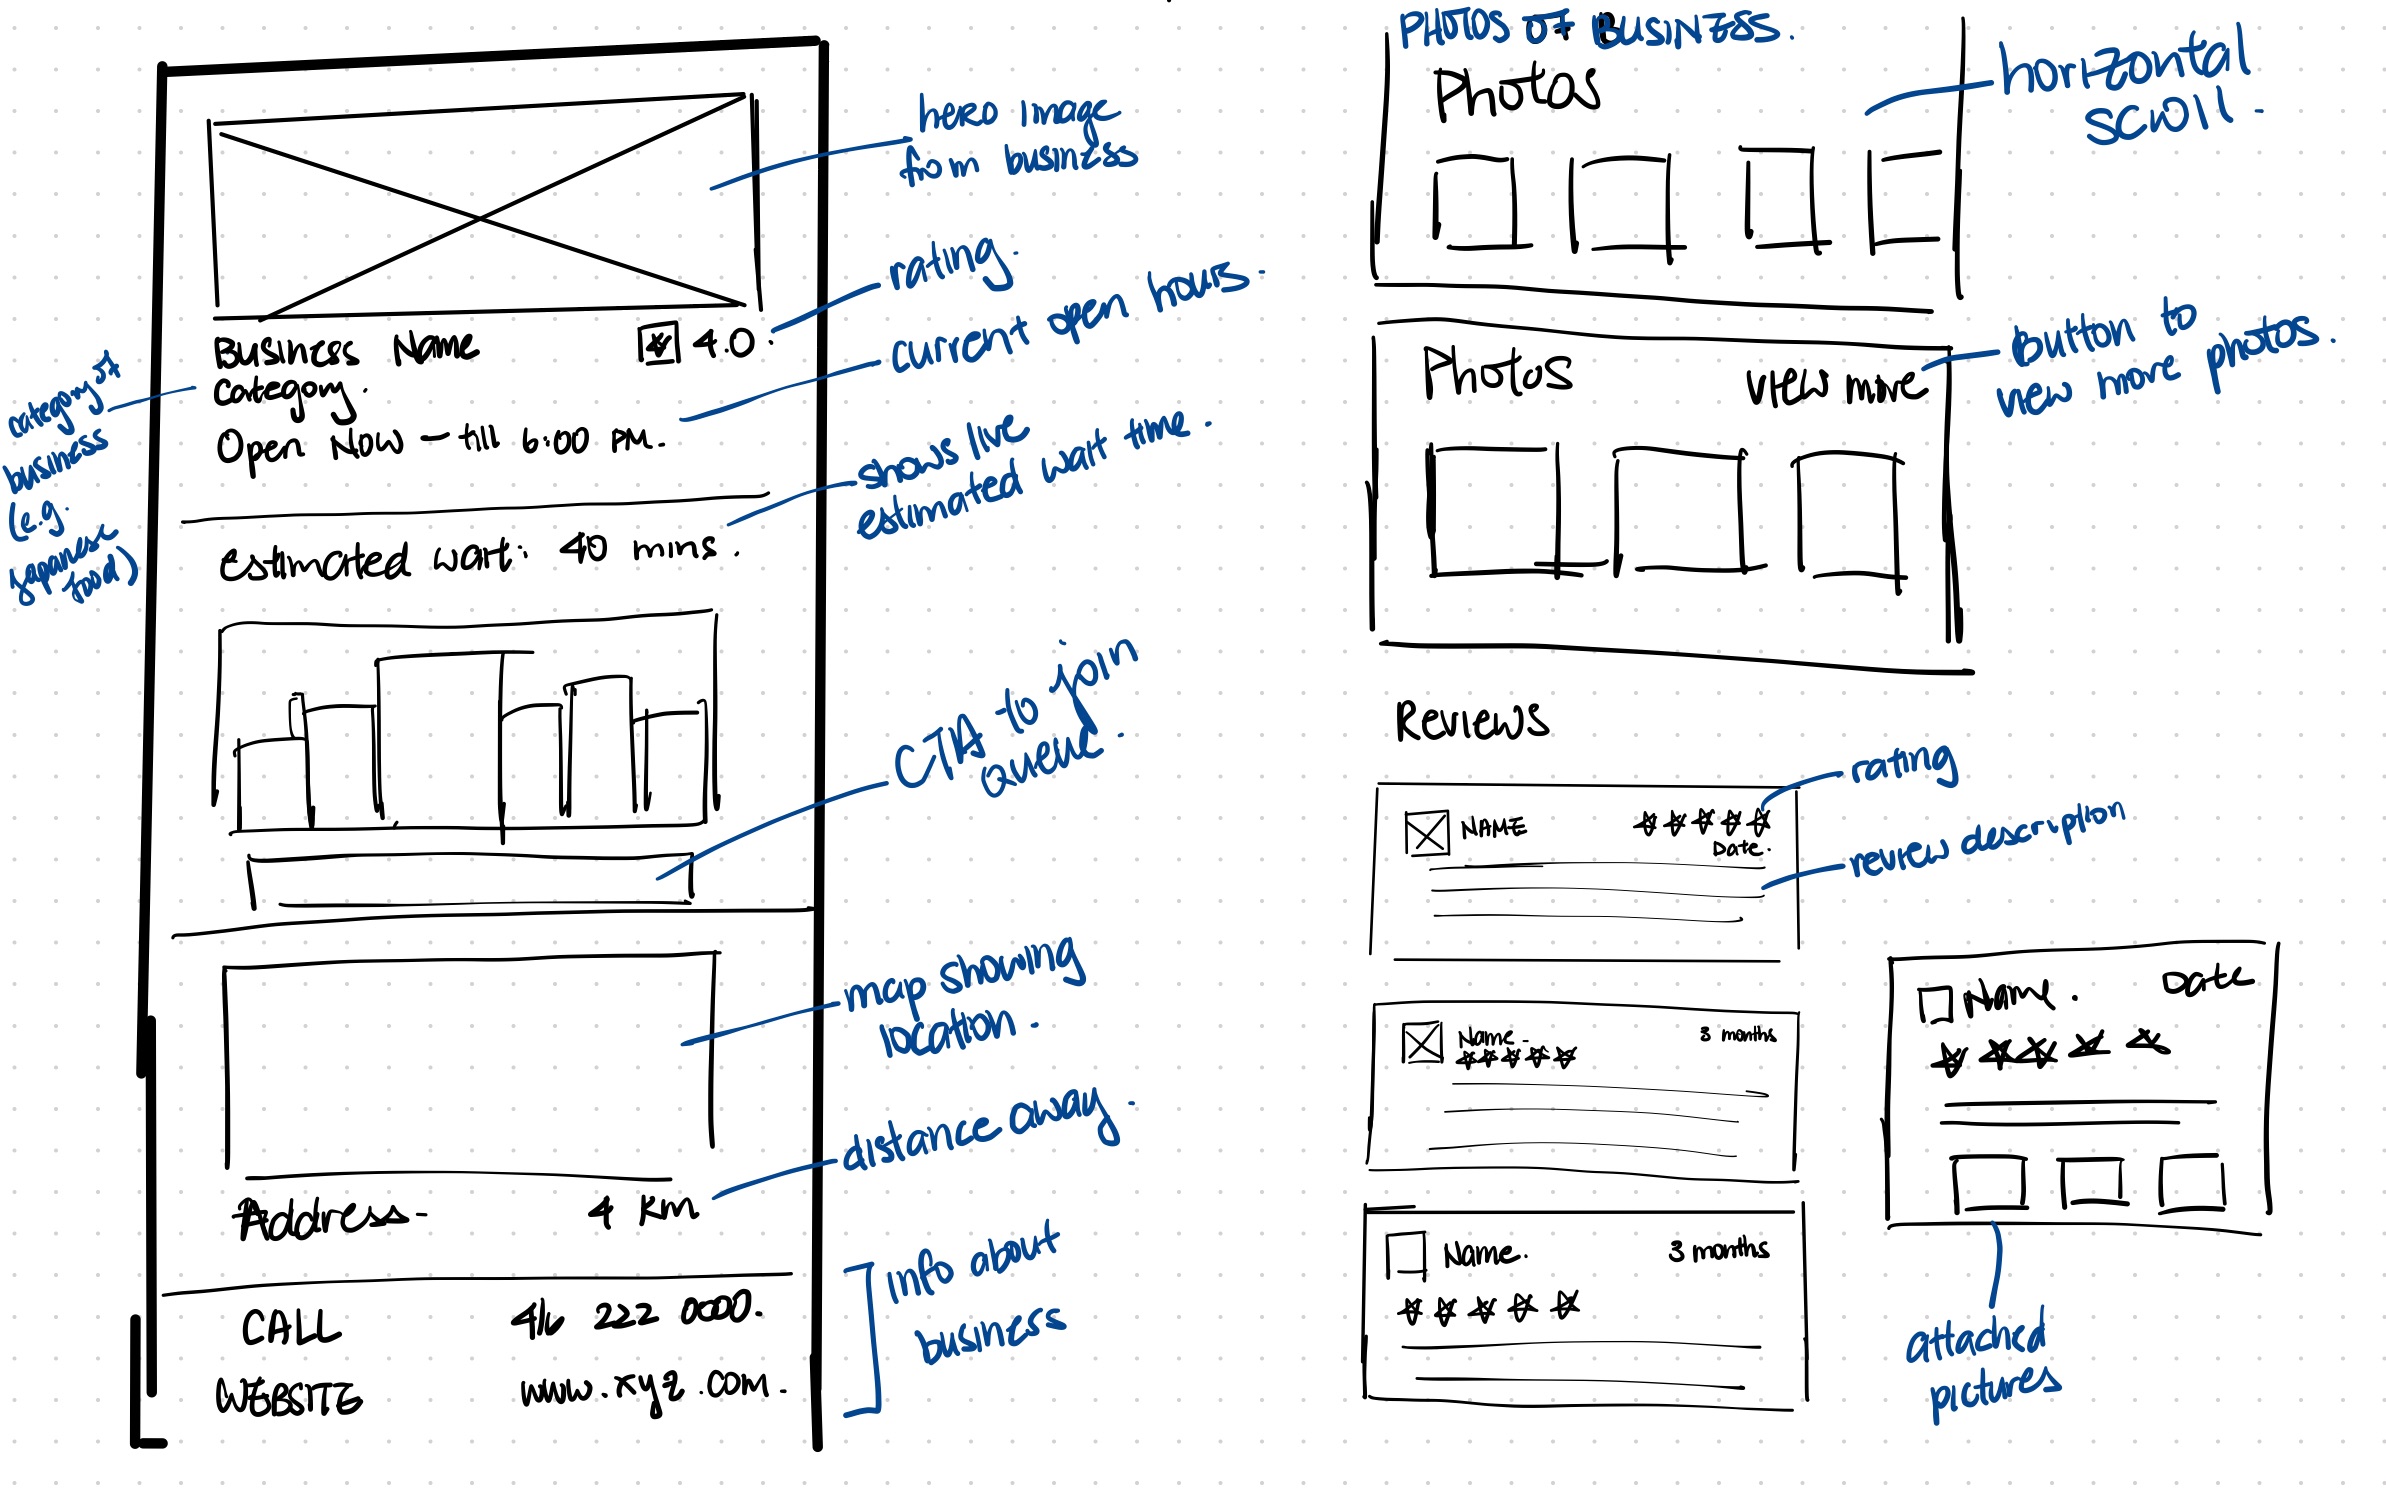 hero image
from business
Business Name
4.0
rating.
Category.
category of
business
(e.g.
japanese
food)
Open Now — till 6:00 PM.
current open hours.
estimated wait: 40 mins.
shows live
estimated wait time.
CTA to join
queue.
map showing
location.
Address
4 Km
distance away.
CALL
416 222 0000.
WEBSITE
www.xyz.com.
info about
business
PHOTOS OF BUSINESS.
Photos
horizontal
scroll.
Photos
view more
button to
view more photos.
Reviews
NAME
Date.
rating
review description
Name.
3 months
Name.
3 months
Name.
Date
attached
pictures